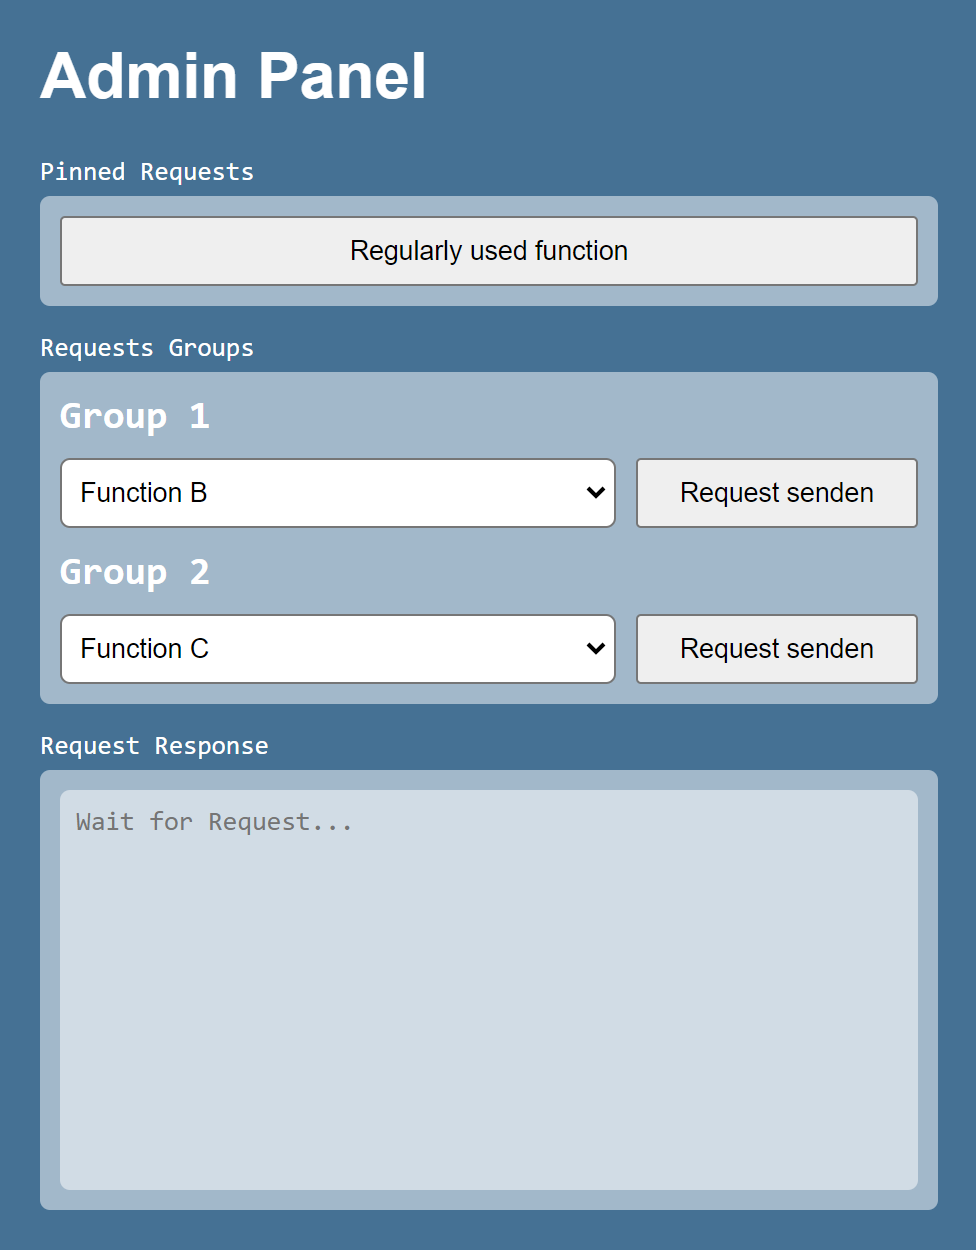 Admin Panel
Pinned Requests
Regularly used function
Requests Groups
Group 1
Function B
Request senden
Group 2
Function C
Request senden
Request Response
Wait for Request...